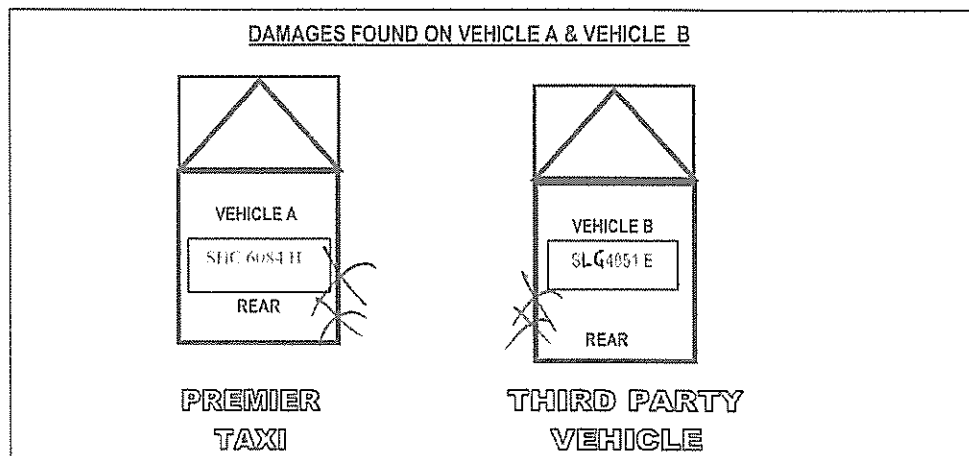 DAMAGES FOUND ON VEHICLE A & VEHICLE B
VEHICLE A
SHC 6084 H
REAR
PREMIER
TAXI
VEHICLE B
SLG4051 E
REAR
THIRD PARTY
VEHICLE